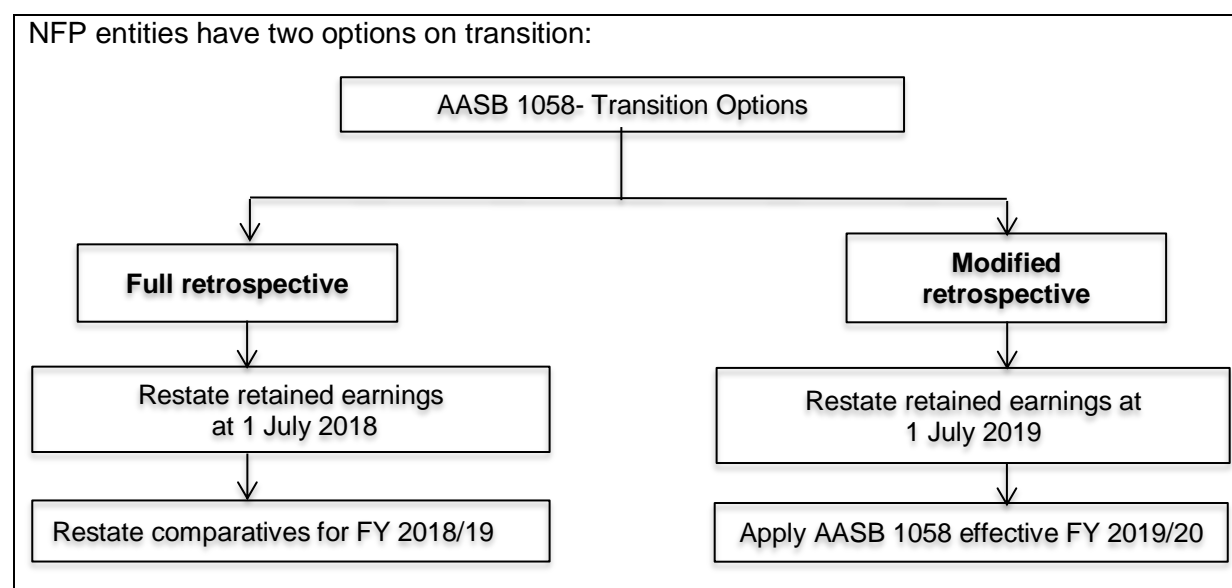 NFP entities have two options on transition:
AASB 1058- Transition Options
Full retrospective
Modified
retrospective
Restate retained earnings
at 1 July 2018
Restate retained earnings at
1 July 2019
Restate comparatives for FY 2018/19
Apply AASB 1058 effective FY 2019/20